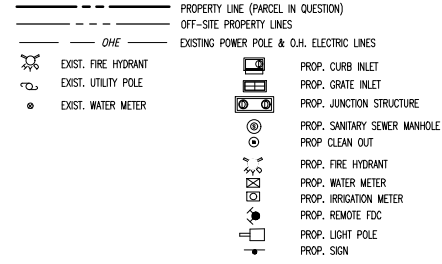 PROPERTY LINE (PARCEL IN QUESTION)
OFF-SITE PROPERTY LINES
OHE EXISTING POWER POLE & O.H. ELECTRIC LINES
EXIST. FIRE HYDRANT
EXIST. UTILITY POLE
EXIST. WATER METER
PROP. CURB INLET
PROP. GRATE INLET
PROP. JUNCTION STRUCTURE
S PROP. SANITARY SEWER MANHOLE
PROP CLEAN OUT
PROP. FIRE HYDRANT
PROP. WATER METER
PROP. IRRIGATION METER
PROP. REMOTE FDC
PROP. LIGHT POLE
PROP. SIGN